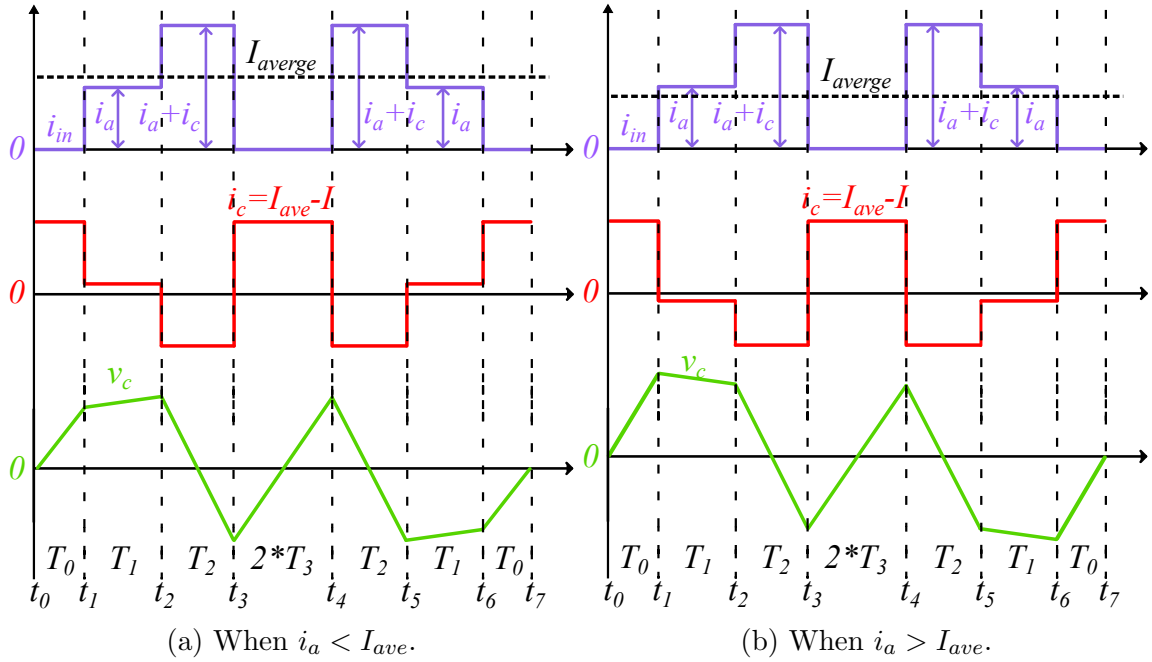 I_averge
i_in
i_a
i_a+i_c
i_a+i_c
i_a
0
i_c=I_ave-I
0
v_c
0
T_0 T_1 T_2 2*T_3 T_2 T_1 T_0
t_0 t_1 t_2 t_3 t_4 t_5 t_6 t_7
(a) When i_a < I_ave.
I_averge
i_in
i_a
i_a+i_c
i_a+i_c
i_a
0
i_c=I_ave-I
0
v_c
0
T_0 T_1 T_2 2*T_3 T_2 T_1 T_0
t_0 t_1 t_2 t_3 t_4 t_5 t_6 t_7
(b) When i_a > I_ave.